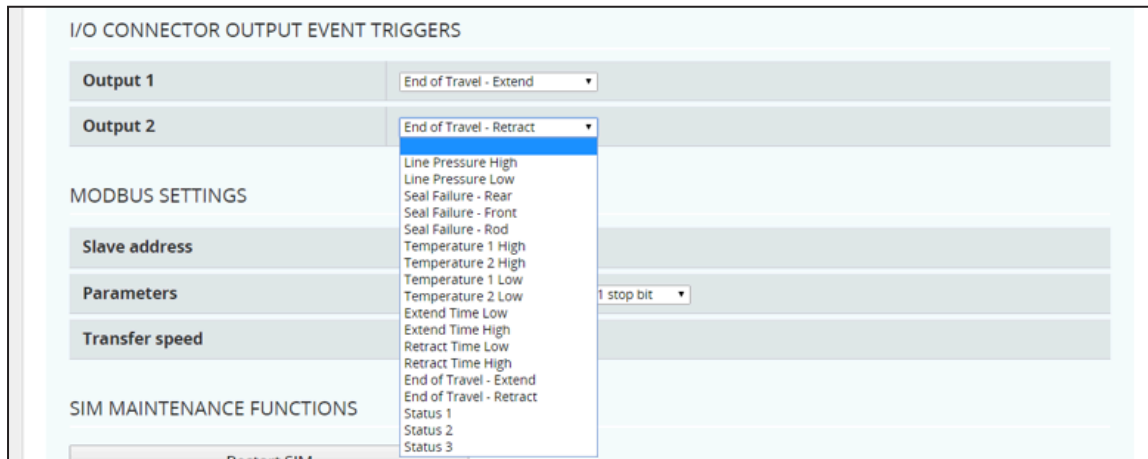 I/O CONNECTOR OUTPUT EVENT TRIGGERS
Output 1
End of Travel - Extend
Output 2
End of Travel - Retract
Line Pressure High
Line Pressure Low
Seal Failure - Rear
Seal Failure - Front
Seal Failure - Rod
Temperature 1 High
Temperature 2 High
Temperature 1 Low
Temperature 2 Low
Extend Time Low
Extend Time High
Retract Time Low
Retract Time High
End of Travel - Extend
End of Travel - Retract
Status 1
Status 2
Status 3
MODBUS SETTINGS
Slave address
Parameters
1 stop bit
Transfer speed
SIM MAINTENANCE FUNCTIONS
Restart SIM